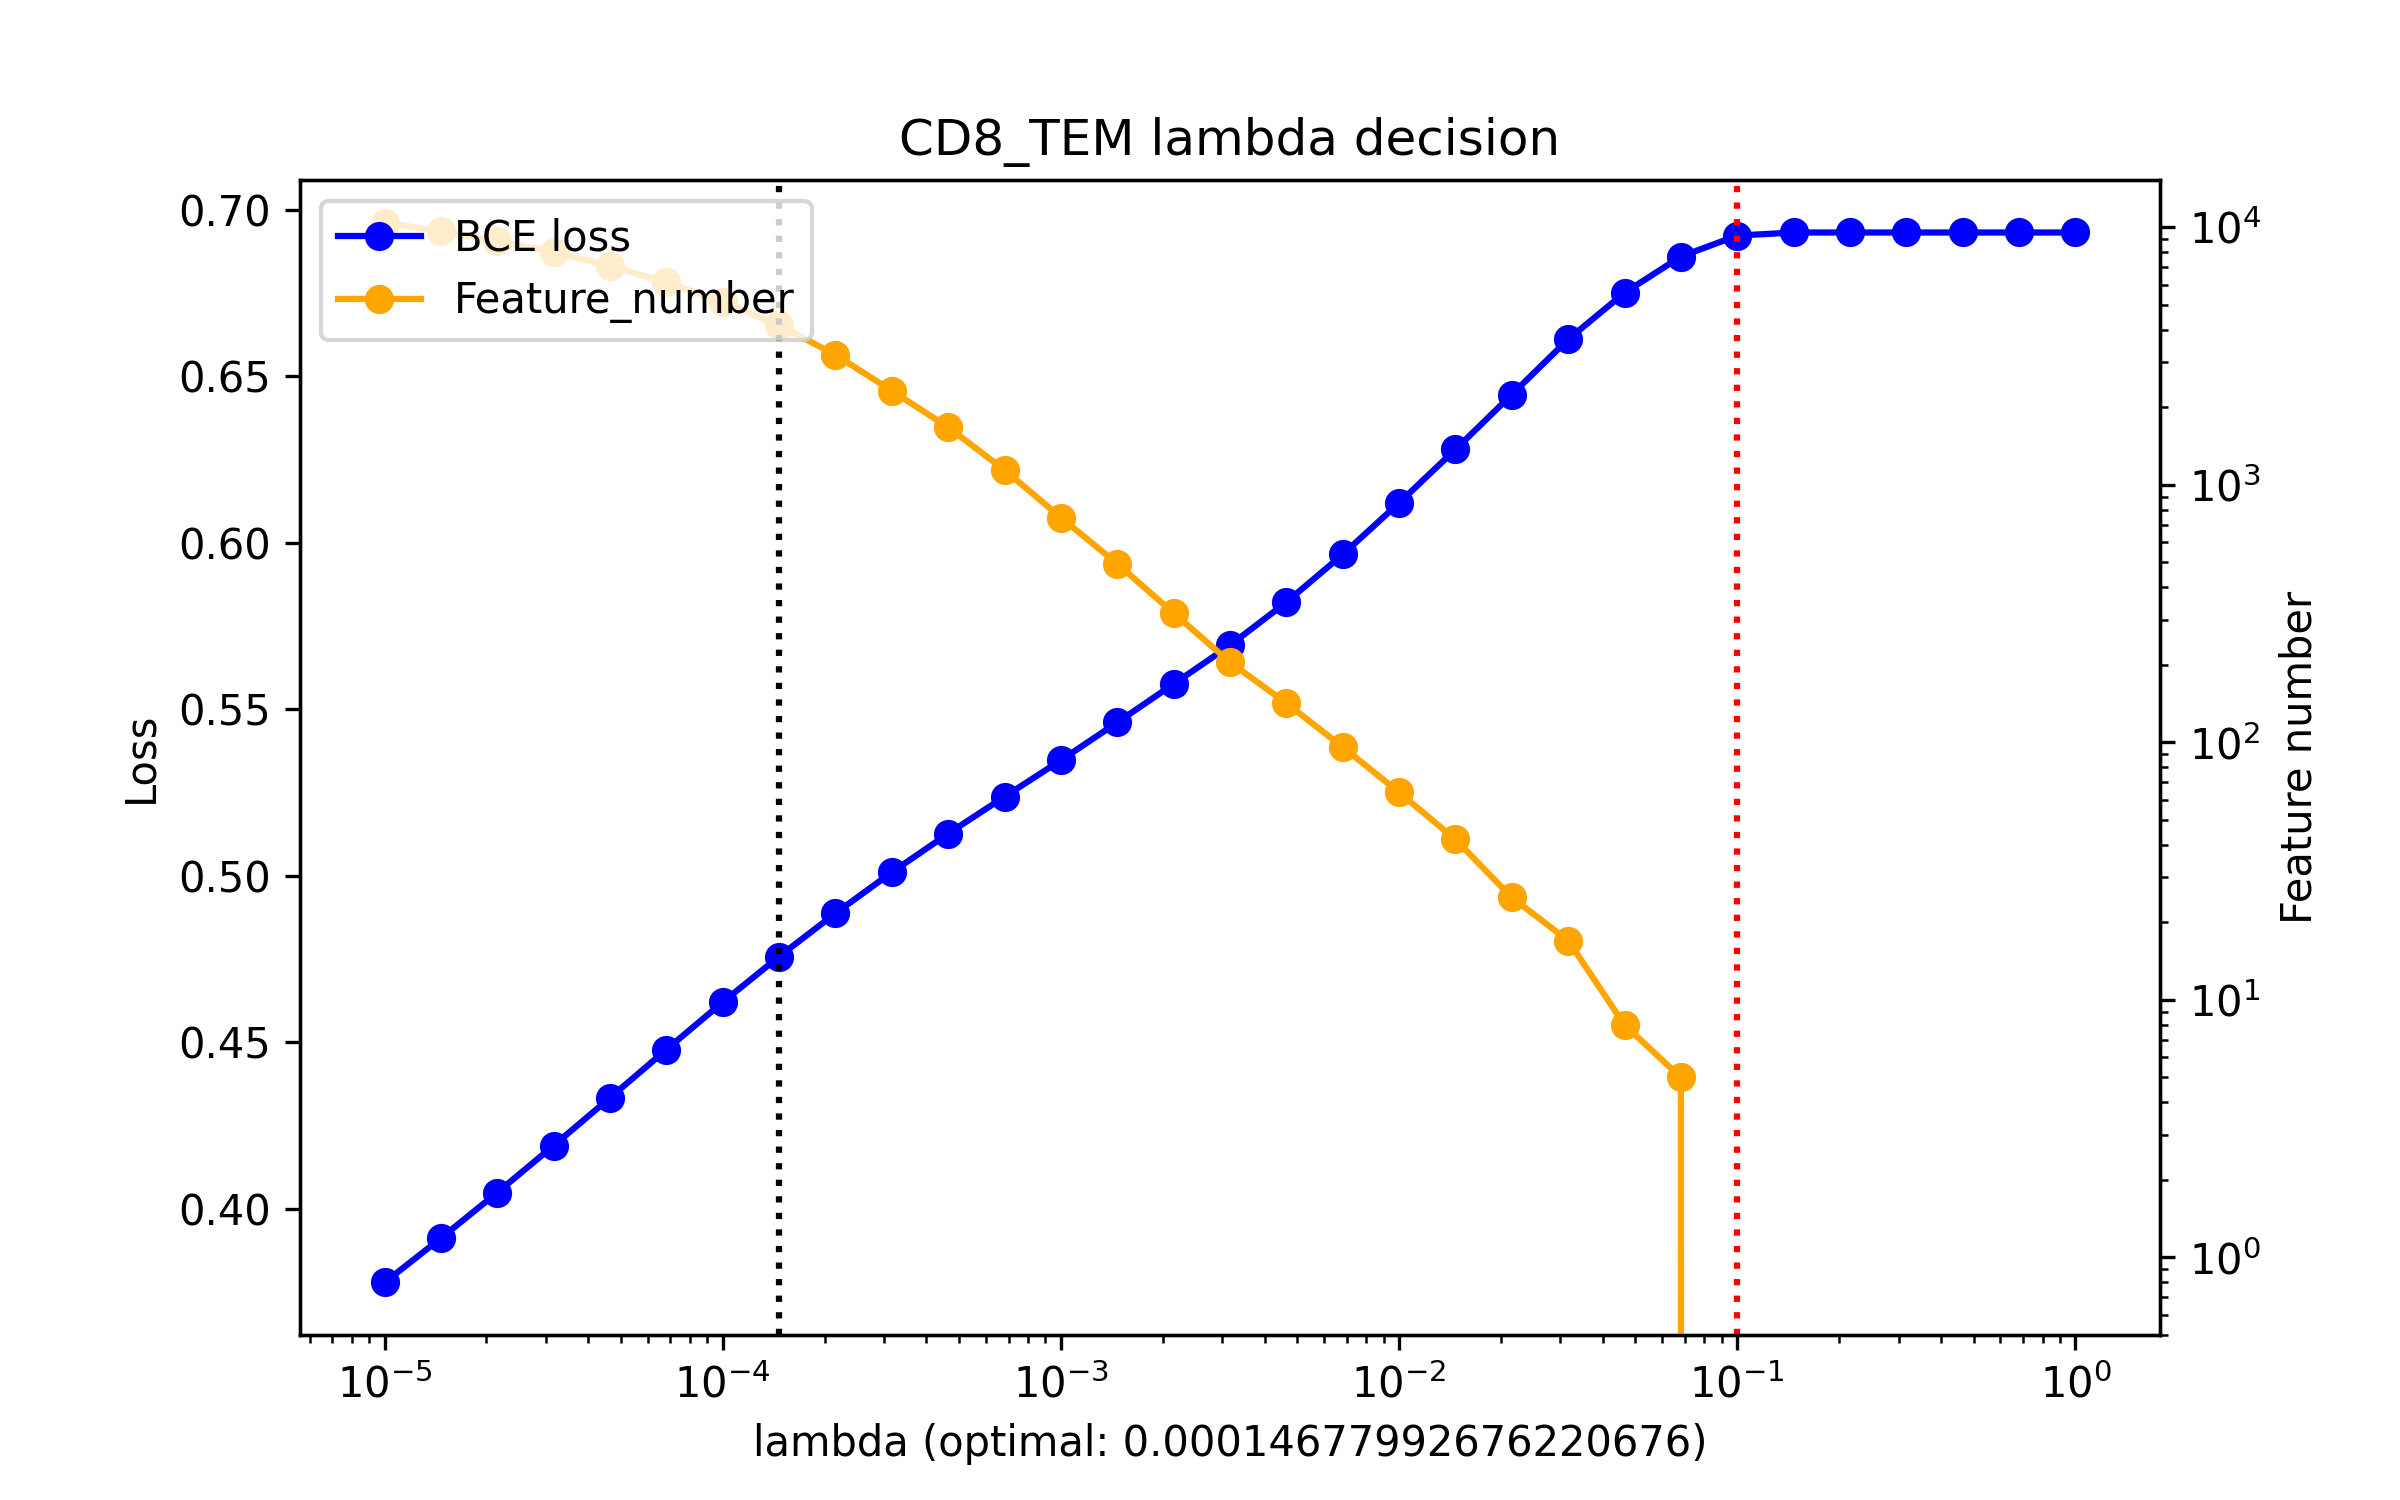 CD8_TEM lambda decision
BCE loss
Feature_number
0.70
0.65
0.60
0.55
0.50
0.45
0.40
Loss
10⁴
10³
10²
10¹
10⁰
Feature number
10⁻⁵ 10⁻⁴ 10⁻³ 10⁻² 10⁻¹ 10⁰
lambda (optimal: 0.00014677992676220676)